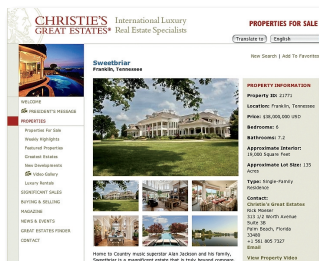 CHRISTIE'S
GREAT ESTATES
International Luxury
Real Estate Specialists
PROPERTIES FOR SALE
Translate to
English
New Search | Add To Favorites
Sweetbriar
Franklin, Tennessee
WELCOME
PRESIDENT'S MESSAGE
PROPERTIES
Properties For Sale
Weekly Highlights
Featured Properties
Greatest Estates
New Developments
Video Gallery
Luxury Rentals
SIGNIFICANT SALES
BUYING & SELLING
MAGAZINE
NEWS & EVENTS
GREAT ESTATES FINDER
CONTACT
PROPERTY INFORMATION
Property ID: 21771
Location: Franklin, Tennessee
Price: $38,000,000 USD
Bedrooms: 6
Bathrooms: 7.2
Approximate Interior:
19,000 Square Feet
Approximate Lot Size: 135
Acres
Type: Single-Family
Residence
Contact:
Christie's Great Estates
Rick Moeser
313 1/2 Worth Avenue
Suite 3B
Palm Beach, Florida
33480
+1 561 805 7327
Email
View Property Video
Home to Country music superstar Alan Jackson and his family,
Sweetbriar is a magnificent estate that is truly beyond compare